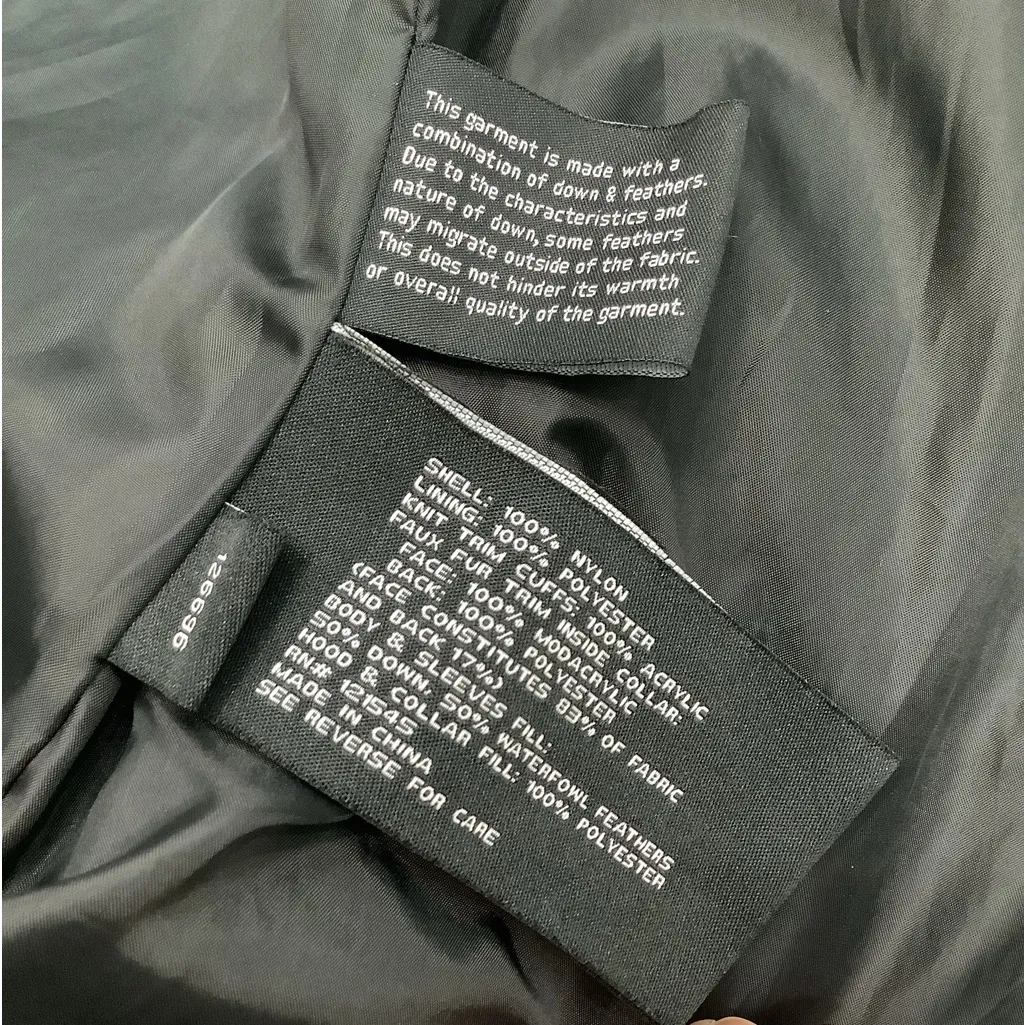 This garment is made with a
combination of down & feathers.
Due to the characteristics and
nature of down, some feathers
may migrate outside of the fabric.
This does not hinder its warmth
or overall quality of the garment.
SHELL: 100% NYLON
LINING: 100% POLYESTER
KNIT TRIM CUFFS: 100% ACRYLIC
FAUX FUR TRIM INSIDE COLLAR:
FACE: 100% MODACRYLIC
BACK: 100% POLYESTER
(FACE CONSTITUTES 83% OF FABRIC
AND BACK 17%)
BODY & SLEEVES FILL:
50% DOWN, 50% WATERFOWL FEATHERS
HOOD & COLLAR FILL: 100% POLYESTER
RN# 121545
MADE IN CHINA
SEE REVERSE FOR CARE
126696